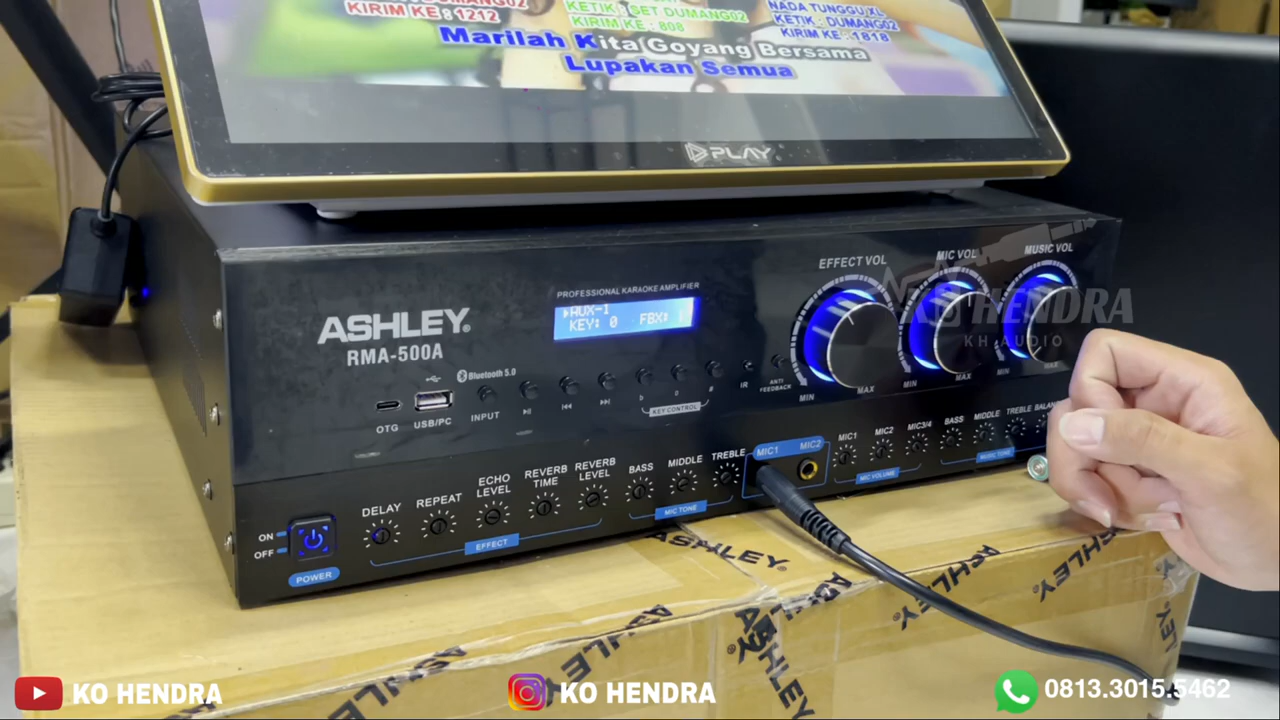 DUMANG02
KIRIM KE : 1212
KETIK : SET DUMANG02
KIRIM KE : 808
NADA TUNGGU XL
KETIK : DUMANG02
KIRIM KE : 1818
Marilah Kita Goyang Bersama
Lupakan Semua
PLAY
ASHLEY®
RMA-500A
PROFESSIONAL KARAOKE AMPLIFIER
AUX-1
KEY: 0 FBX:
EFFECT VOL
MIC VOL
MUSIC VOL
MIN MAX
MIN MAX
MIN MAX
KO HENDRA
KH AUDIO
Bluetooth 5.0
OTG
USB/PC
INPUT
b
#
KEY CONTROL
IR
ANTI FEEDBACK
ON
OFF
POWER
DELAY
REPEAT
ECHO LEVEL
REVERB TIME
REVERB LEVEL
EFFECT
BASS
MIDDLE
TREBLE
MIC TONE
MIC1
MIC2
MIC1
MIC2
MIC3/4
MIC VOLUME
BASS
MIDDLE
TREBLE
MUSIC TONE
ASHLEY®
ASHLEY®
ASHLEY®
ASHLEY
ASHLEY
KO HENDRA
KO HENDRA
0813.3015.5462